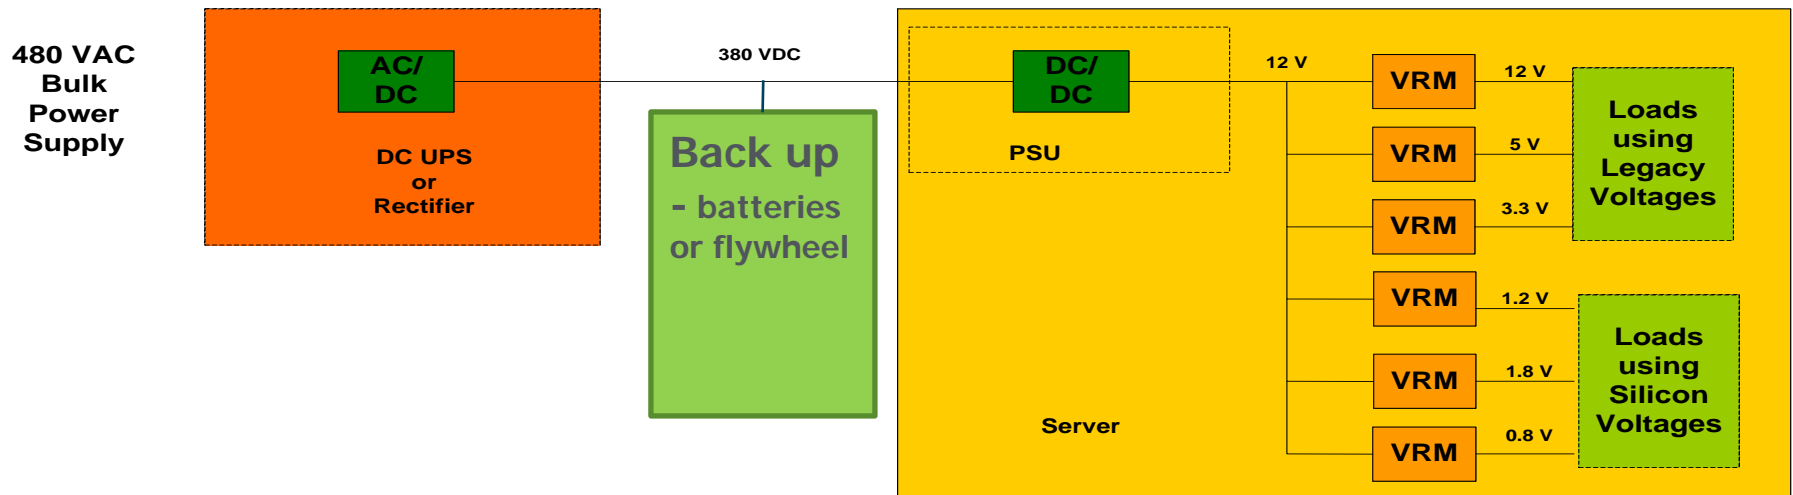 480 VAC
Bulk
Power
Supply
AC/
DC
DC UPS
or
Rectifier
380 VDC
Back up
- batteries
or flywheel
DC/
DC
PSU
12 V
Server
VRM
12 V
VRM
5 V
VRM
3.3 V
Loads
using
Legacy
Voltages
VRM
1.2 V
VRM
1.8 V
VRM
0.8 V
Loads
using
Silicon
Voltages